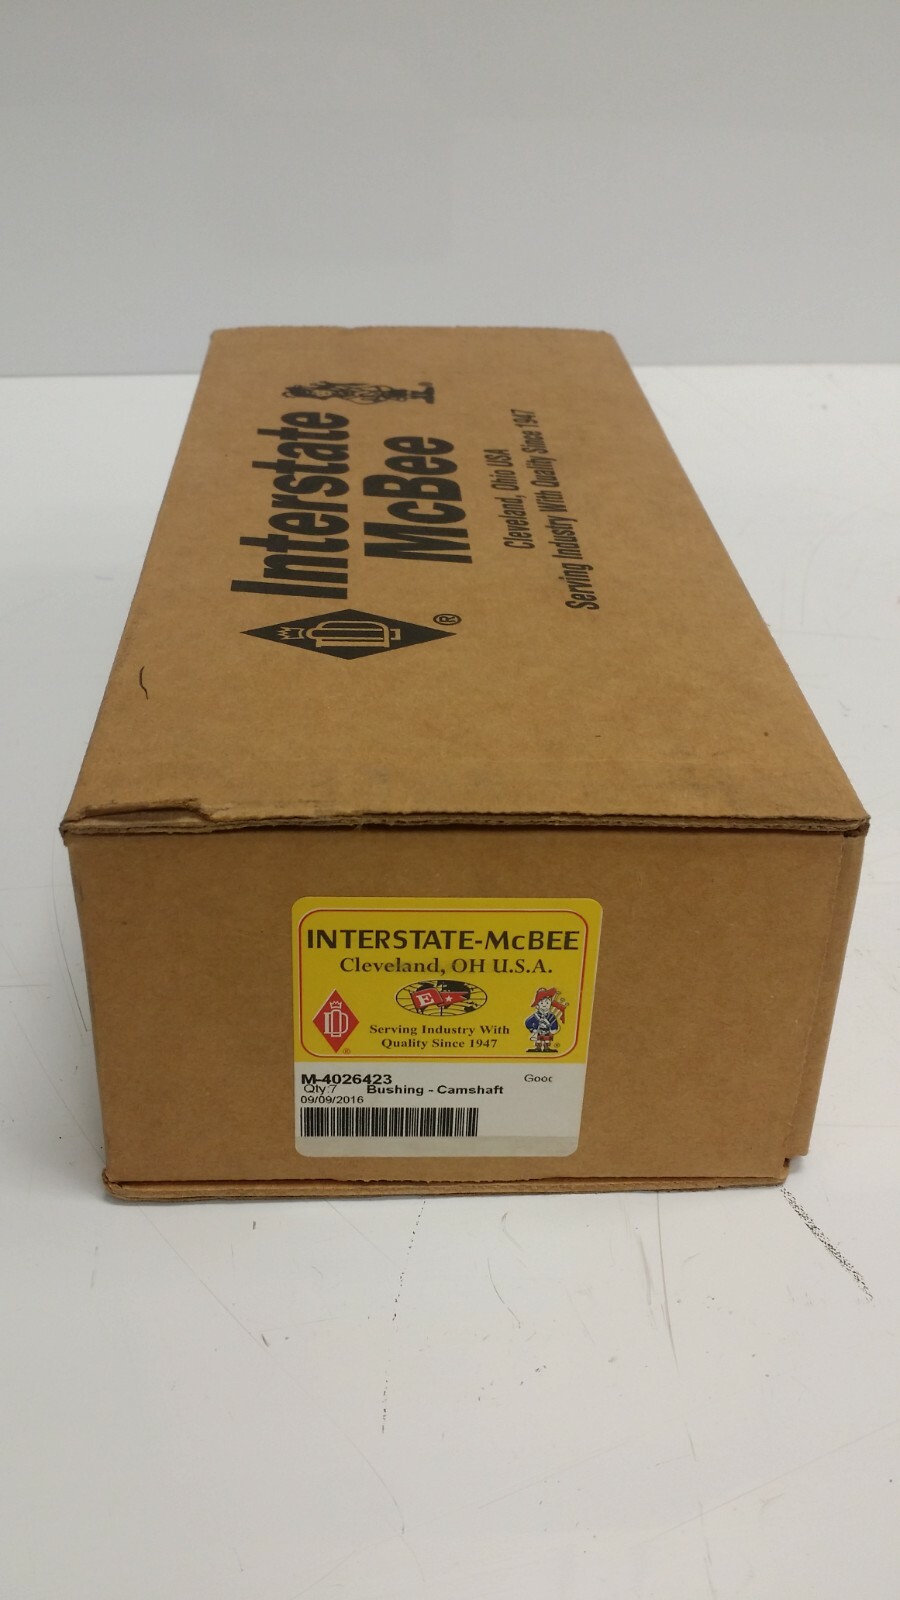 Interstate
McBee
®
Cleveland, Ohio USA
Serving Industry With Quality Since 1947
INTERSTATE-McBEE
Cleveland, OH U.S.A.
E
Serving Industry With
Quality Since 1947
®
M-4026423
Gooc
Qty:7 Bushing - Camshaft
09/09/2016